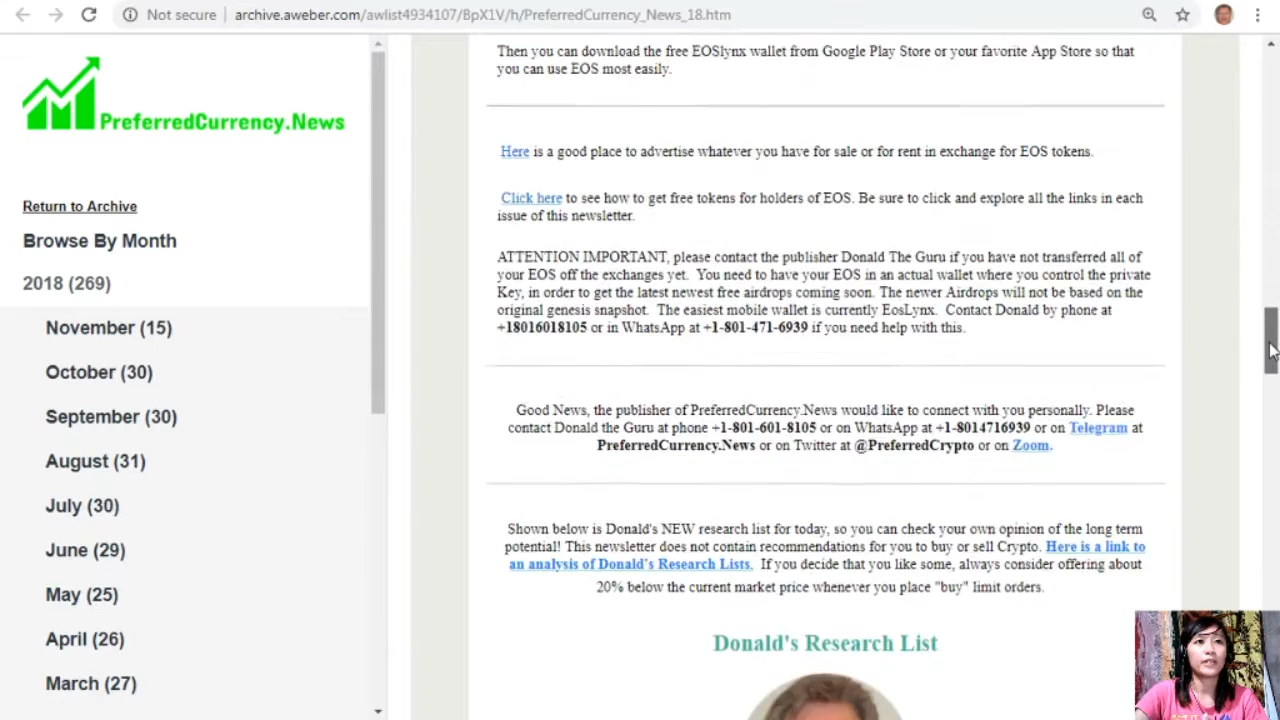 Not secure | archive.aweber.com/awlist4934107/BpX1V/h/PreferredCurrency_News_18.htm
PreferredCurrency.News
Return to Archive
Browse By Month
2018 (269)
November (15)
October (30)
September (30)
August (31)
July (30)
June (29)
May (25)
April (26)
March (27)
Then you can download the free EOSlynx wallet from Google Play Store or your favorite App Store so that
you can use EOS most easily.
Here is a good place to advertise whatever you have for sale or for rent in exchange for EOS tokens.
Click here to see how to get free tokens for holders of EOS. Be sure to click and explore all the links in each
issue of this newsletter.
ATTENTION IMPORTANT, please contact the publisher Donald The Guru if you have not transferred all of
your EOS off the exchanges yet. You need to have your EOS in an actual wallet where you control the private
Key, in order to get the latest newest free airdrops coming soon. The newer Airdrops will not be based on the
original genesis snapshot. The easiest mobile wallet is currently EosLynx. Contact Donald by phone at
+18016018105 or in WhatsApp at +1-801-471-6939 if you need help with this.
Good News, the publisher of PreferredCurrency.News would like to connect with you personally. Please
contact Donald the Guru at phone +1-801-601-8105 or on WhatsApp at +1-8014716939 or on Telegram at
PreferredCurrency.News or on Twitter at @PreferredCrypto or on Zoom.
Shown below is Donald's NEW research list for today, so you can check your own opinion of the long term
potential! This newsletter does not contain recommendations for you to buy or sell Crypto. Here is a link to
an analysis of Donald's Research Lists. If you decide that you like some, always consider offering about
20% below the current market price whenever you place "buy" limit orders.
Donald's Research List